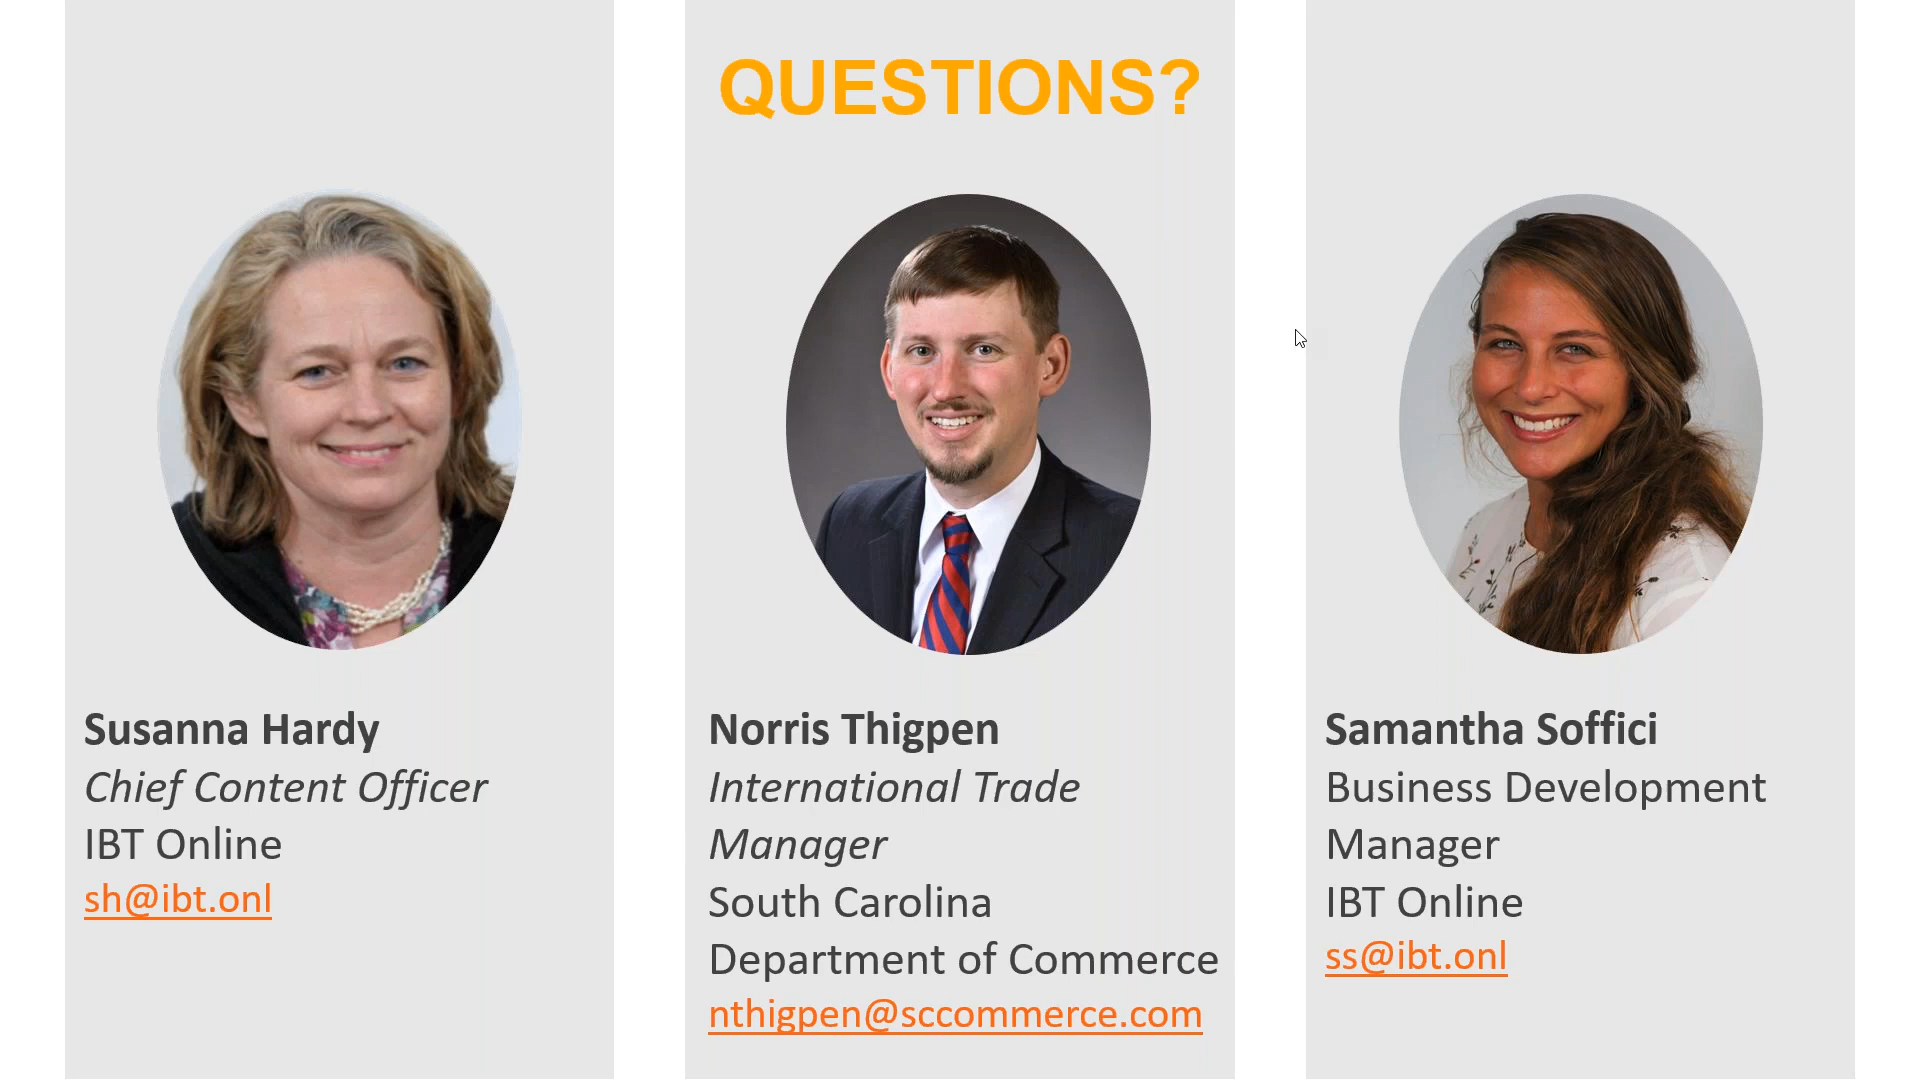 QUESTIONS?
Susanna Hardy
Chief Content Officer
IBT Online
sh@ibt.onl
Norris Thigpen
International Trade
Manager
South Carolina
Department of Commerce
nthigpen@sccommerce.com
Samantha Soffici
Business Development
Manager
IBT Online
ss@ibt.onl